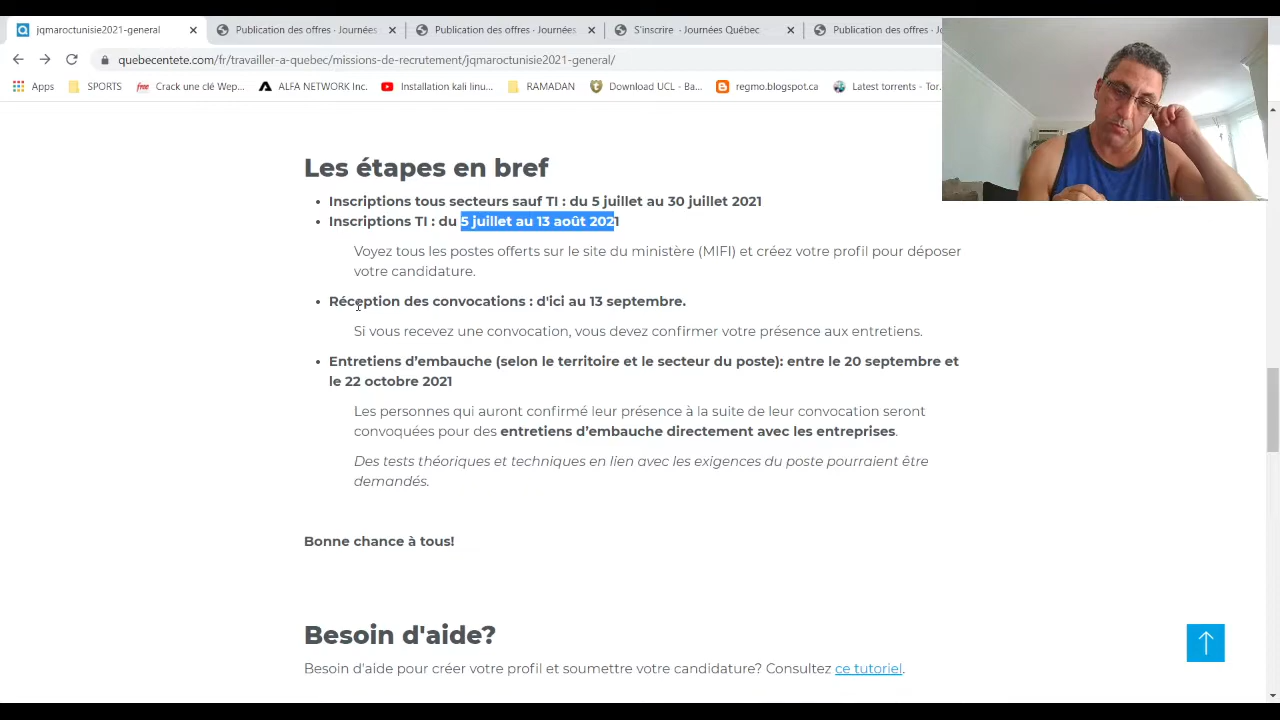 jqmaroctunisie2021-general
Publication des offres - Journées
Publication des offres - Journées
S'inscrire - Journées Québec
Publication des offres - Jo
quebecentete.com/fr/travailler-a-quebec/missions-de-recrutement/jqmaroctunisie2021-general/
Apps
SPORTS
free
Crack une clé Wep...
ALFA NETWORK Inc.
Installation kali linu...
RAMADAN
Download UCL - Ba...
regmo.blogspot.ca
Latest torrents - Tor...
Les étapes en bref
• Inscriptions tous secteurs sauf TI : du 5 juillet au 30 juillet 2021
• Inscriptions TI : du 5 juillet au 13 août 2021
Voyez tous les postes offerts sur le site du ministère (MIFI) et créez votre profil pour déposer
votre candidature.
• Réception des convocations : d'ici au 13 septembre.
Si vous recevez une convocation, vous devez confirmer votre présence aux entretiens.
• Entretiens d’embauche (selon le territoire et le secteur du poste): entre le 20 septembre et
le 22 octobre 2021
Les personnes qui auront confirmé leur présence à la suite de leur convocation seront
convoquées pour des entretiens d’embauche directement avec les entreprises.
Des tests théoriques et techniques en lien avec les exigences du poste pourraient être
demandés.
Bonne chance à tous!
Besoin d'aide?
Besoin d'aide pour créer votre profil et soumettre votre candidature? Consultez ce tutoriel.